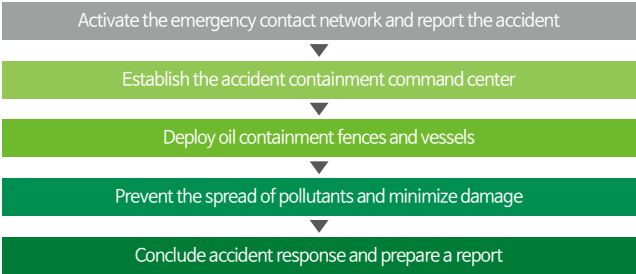 Activate the emergency contact network and report the accident
Establish the accident containment command center
Deploy oil containment fences and vessels
Prevent the spread of pollutants and minimize damage
Conclude accident response and prepare a report